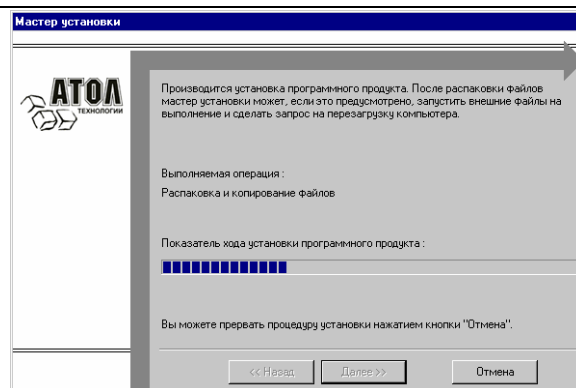 Мастер установки
АТОЛ
ТЕХНОЛОГИИ
Производится установка программного продукта. После распаковки файлов
мастер установки может, если это предусмотрено, запустить внешние файлы на
выполнение и сделать запрос на перезагрузку компьютера.
Выполняемая операция :
Распаковка и копирование файлов
Показатель хода установки программного продукта :
Вы можете прервать процедуру установки нажатием кнопки "Отмена".
<< Назад
Далее >>
Отмена